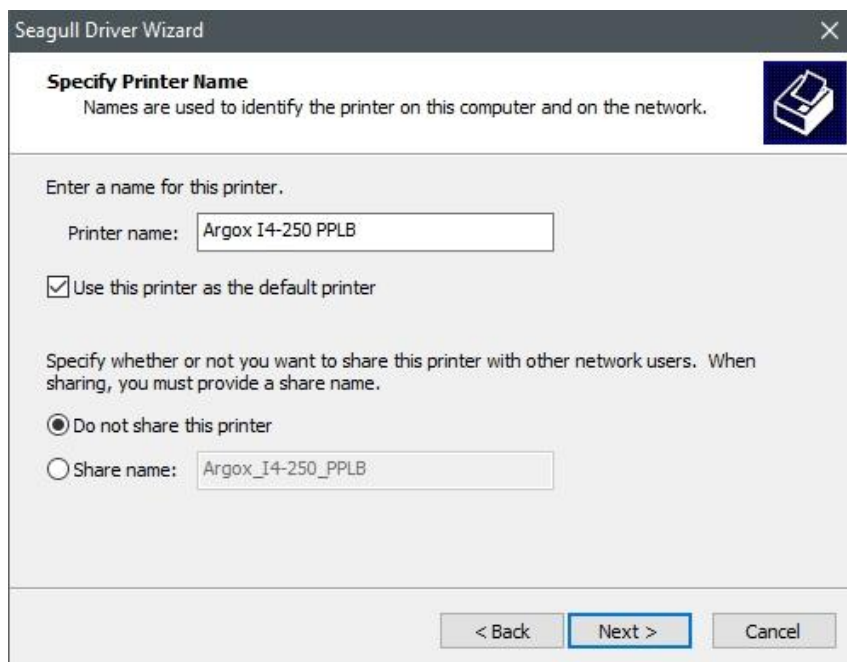 Seagull Driver Wizard
Specify Printer Name
Names are used to identify the printer on this computer and on the network.
Enter a name for this printer.
Printer name: Argox I4-250 PPLB
Use this printer as the default printer
Specify whether or not you want to share this printer with other network users. When
sharing, you must provide a share name.
Do not share this printer
Share name: Argox_I4-250_PPLB
< Back Next > Cancel